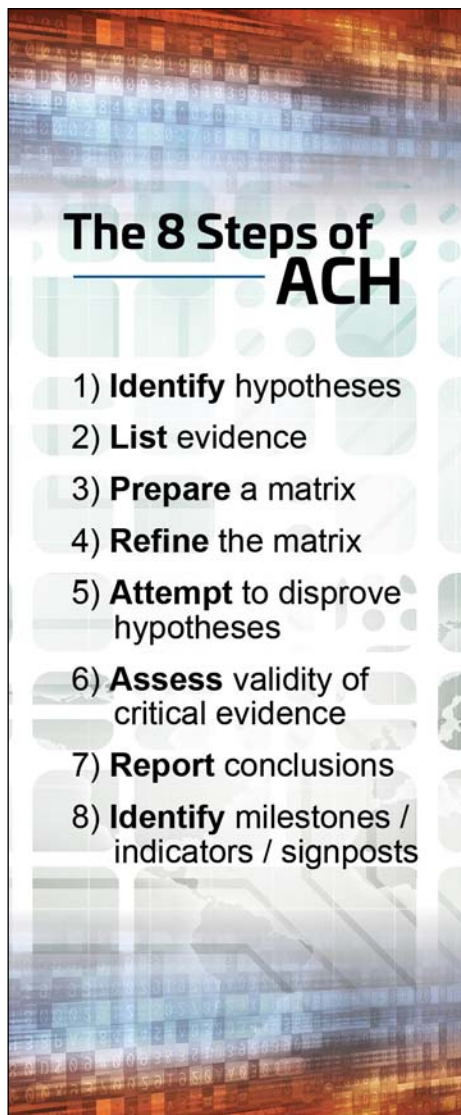 The 8 Steps of
ACH
1) Identify hypotheses
2) List evidence
3) Prepare a matrix
4) Refine the matrix
5) Attempt to disprove
hypotheses
6) Assess validity of
critical evidence
7) Report conclusions
8) Identify milestones /
indicators / signposts